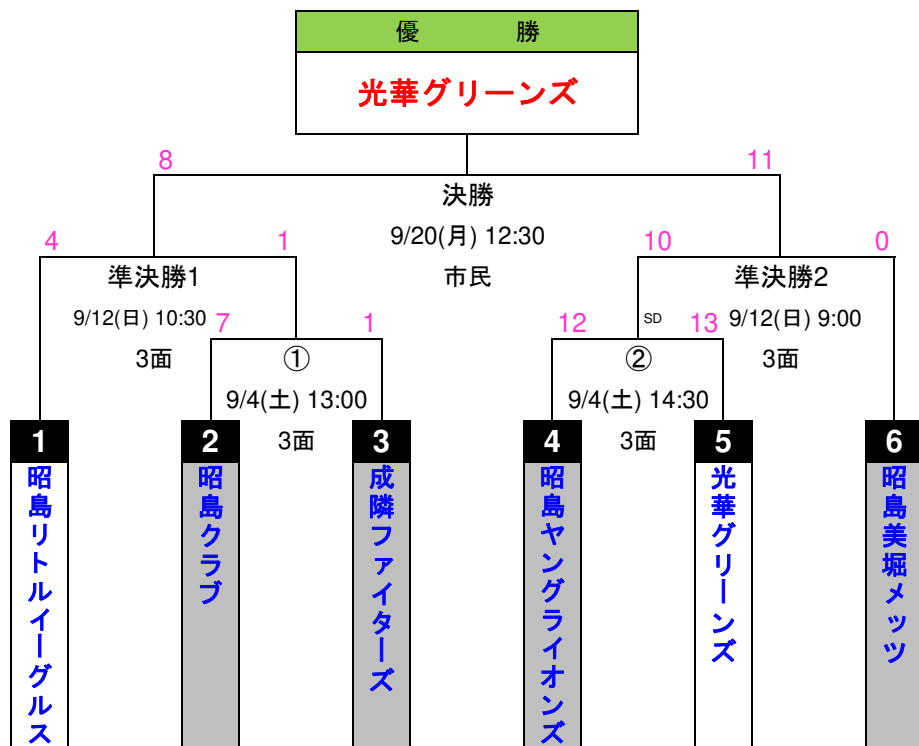 優 勝
光華グリーンズ
8 11
決勝
9/20(月) 12:30
市民
4 1 10 0
準決勝1 準決勝2
9/12(日) 10:30 7 1 12 SD 13 9/12(日) 9:00
3面 ① ② 3面
9/4(土) 13:00 9/4(土) 14:30
3面 3面
1 2 3 4 5 6
昭島リトルイーグルス
昭島クラブ
成隣ファイターズ
昭島ヤングライオンズ
光華グリーンズ
昭島美堀メッツ